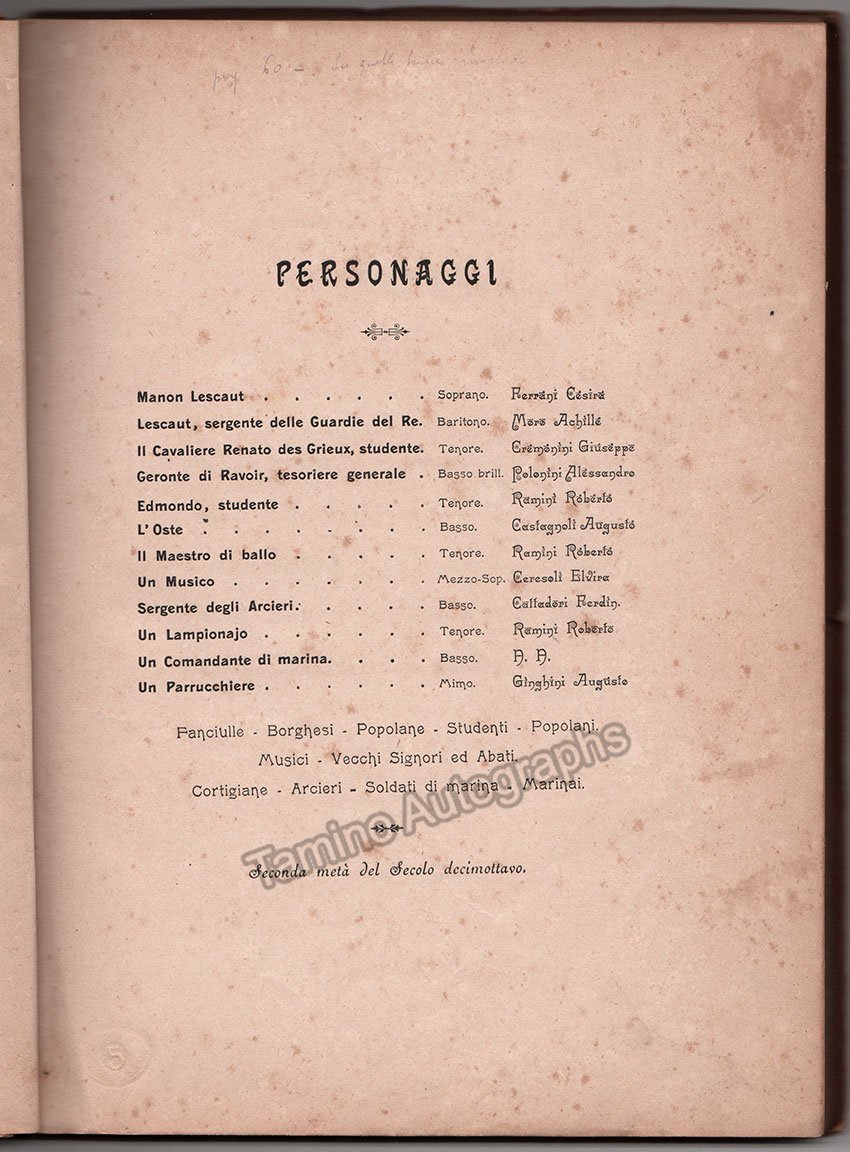 60 -
PERSONAGGI
Manon Lescaut . . . . . . . Soprano. Ferrani Cesira
Lescaut, sergente delle Guardie del Re. Baritono. Moro Achille
Il Cavaliere Renato des Grieux, studente. Tenore. Cremonini Giuseppe
Geronte di Ravoir, tesoriere generale . Basso brill. Polonini Alessandro
Edmondo, studente . . . . . Tenore. Ramini Roberto
L'Oste . . . . . . . . Basso. Castagnoli Augusto
Il Maestro di ballo . . . . . Tenore. Ramini Roberto
Un Musico . . . . . . . Mezzo-Sop. Ceresoli Elvira
Sergente degli Arcieri. . . . . Basso. Cattadori Ferdin.
Un Lampionajo . . . . . . Tenore. Ramini Roberto
Un Comandante di marina. . . . Basso. N. N.
Un Parrucchiere . . . . . . Mimo. Ginghini Augusto
Fanciulle - Borghesi - Popolane - Studenti - Popolani.
Musici - Vecchi Signori ed Abati.
Cortigiane - Arcieri - Soldati di marina - Marinai.
Tamino Autographs
Seconda metà del Secolo decimottavo.
5